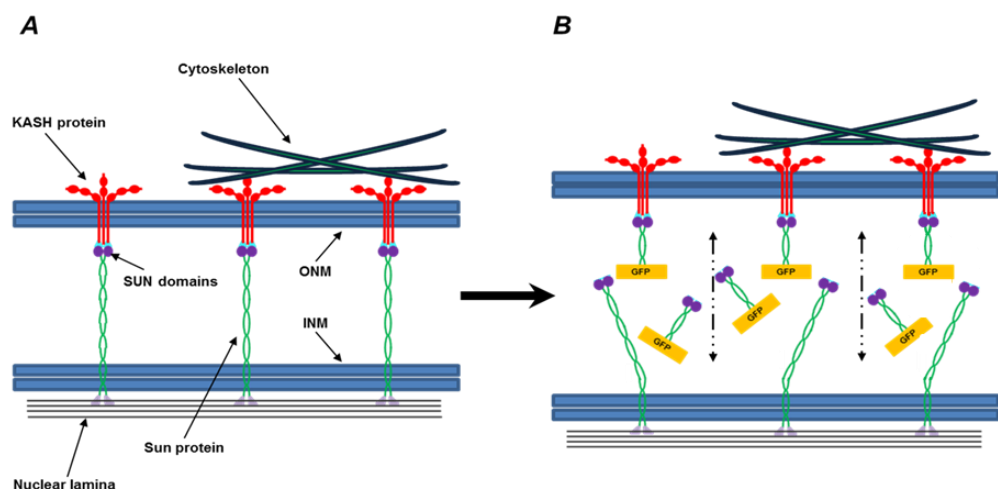 A
B
Cytoskeleton
KASH protein
SUN domains
ONM
INM
Sun protein
Nuclear lamina
GFP
GFP
GFP
GFP
GFP
GFP